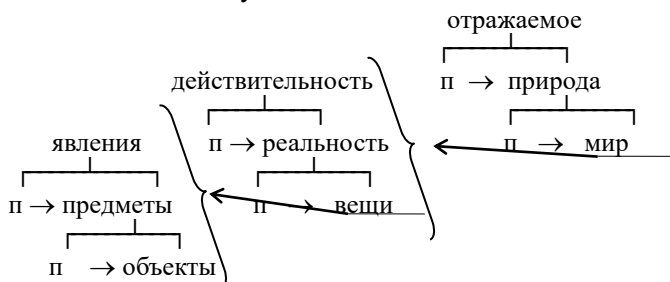 отражаемое
действительность п → природа
явления п → реальность п → мир
п → предметы п → вещи
п → объекты